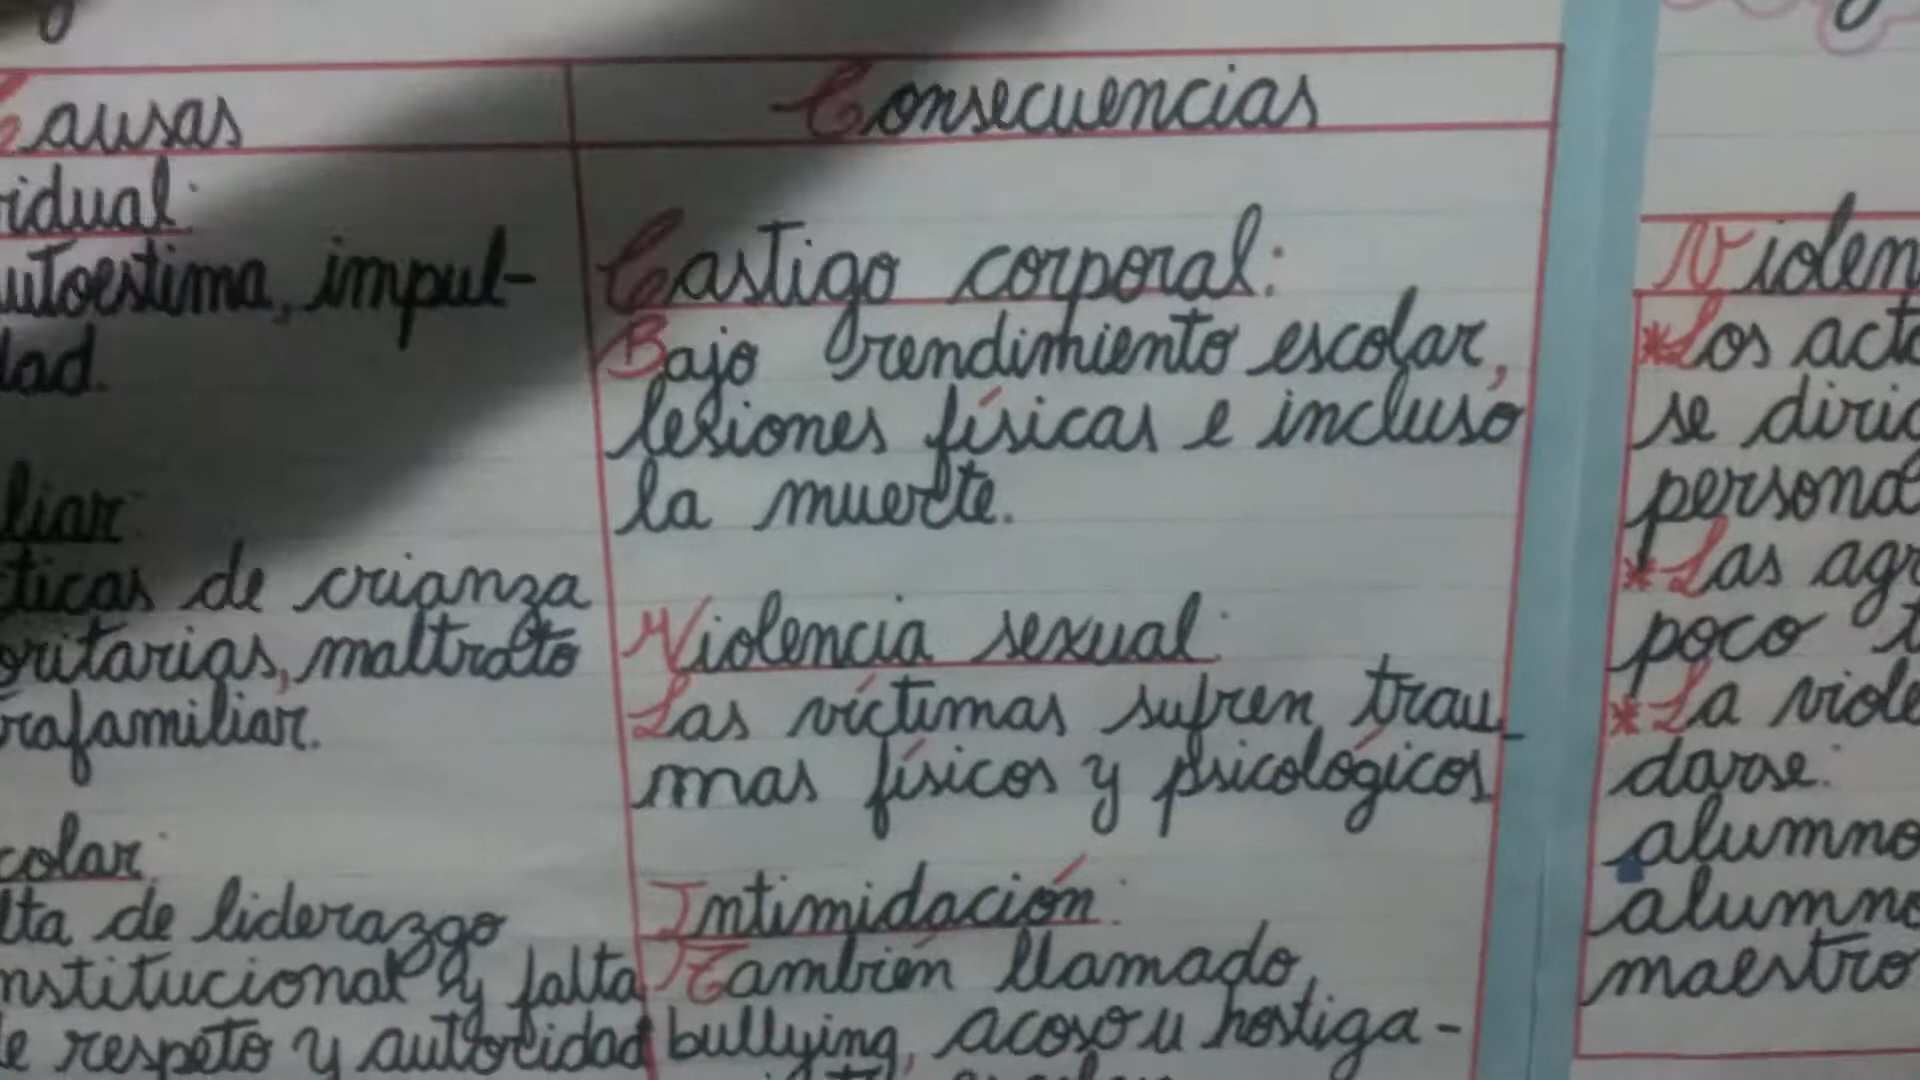 Causas
idual:
autoestima, impul-
dad.
liar:
ticas de crianza
oritarias, maltrato
rafamiliar.
colar:
lta de liderazgo
nstitucional y falta
de respeto y autoridad
Consecuencias
Castigo corporal:
Bajo rendimiento escolar,
lesiones físicas e incluso
la muerte.
Violencia sexual:
Las víctimas sufren trau-
mas físicos y psicológicos
Intimidación:
También llamado
bullying, acoso u hostiga-
Violen
*Los acto
se dirig
persona
*Las agr
poco t
*La viole
darse:
alumno
alumno
maestro